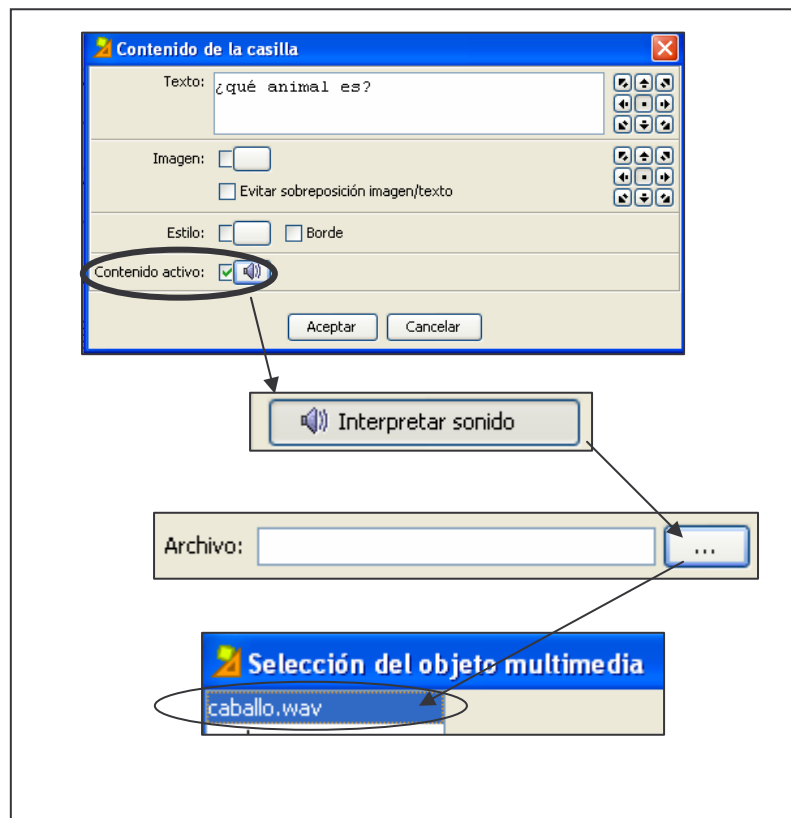 Contenido de la casilla
Texto: ¿qué animal es?
Imagen:
Evitar sobreposición imagen/texto
Estilo: Borde
Contenido activo:
Aceptar Cancelar
Interpretar sonido
Archivo: ...
Selección del objeto multimedia
caballo.wav